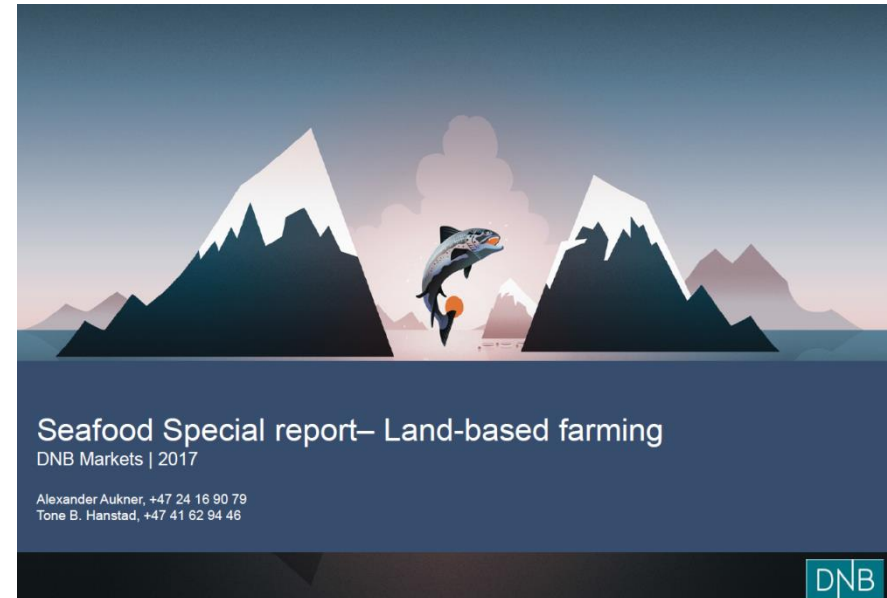 Seafood Special report– Land-based farming
DNB Markets | 2017
Alexander Aukner, +47 24 16 90 79
Tone B. Hanstad, +47 41 62 94 46
DNB